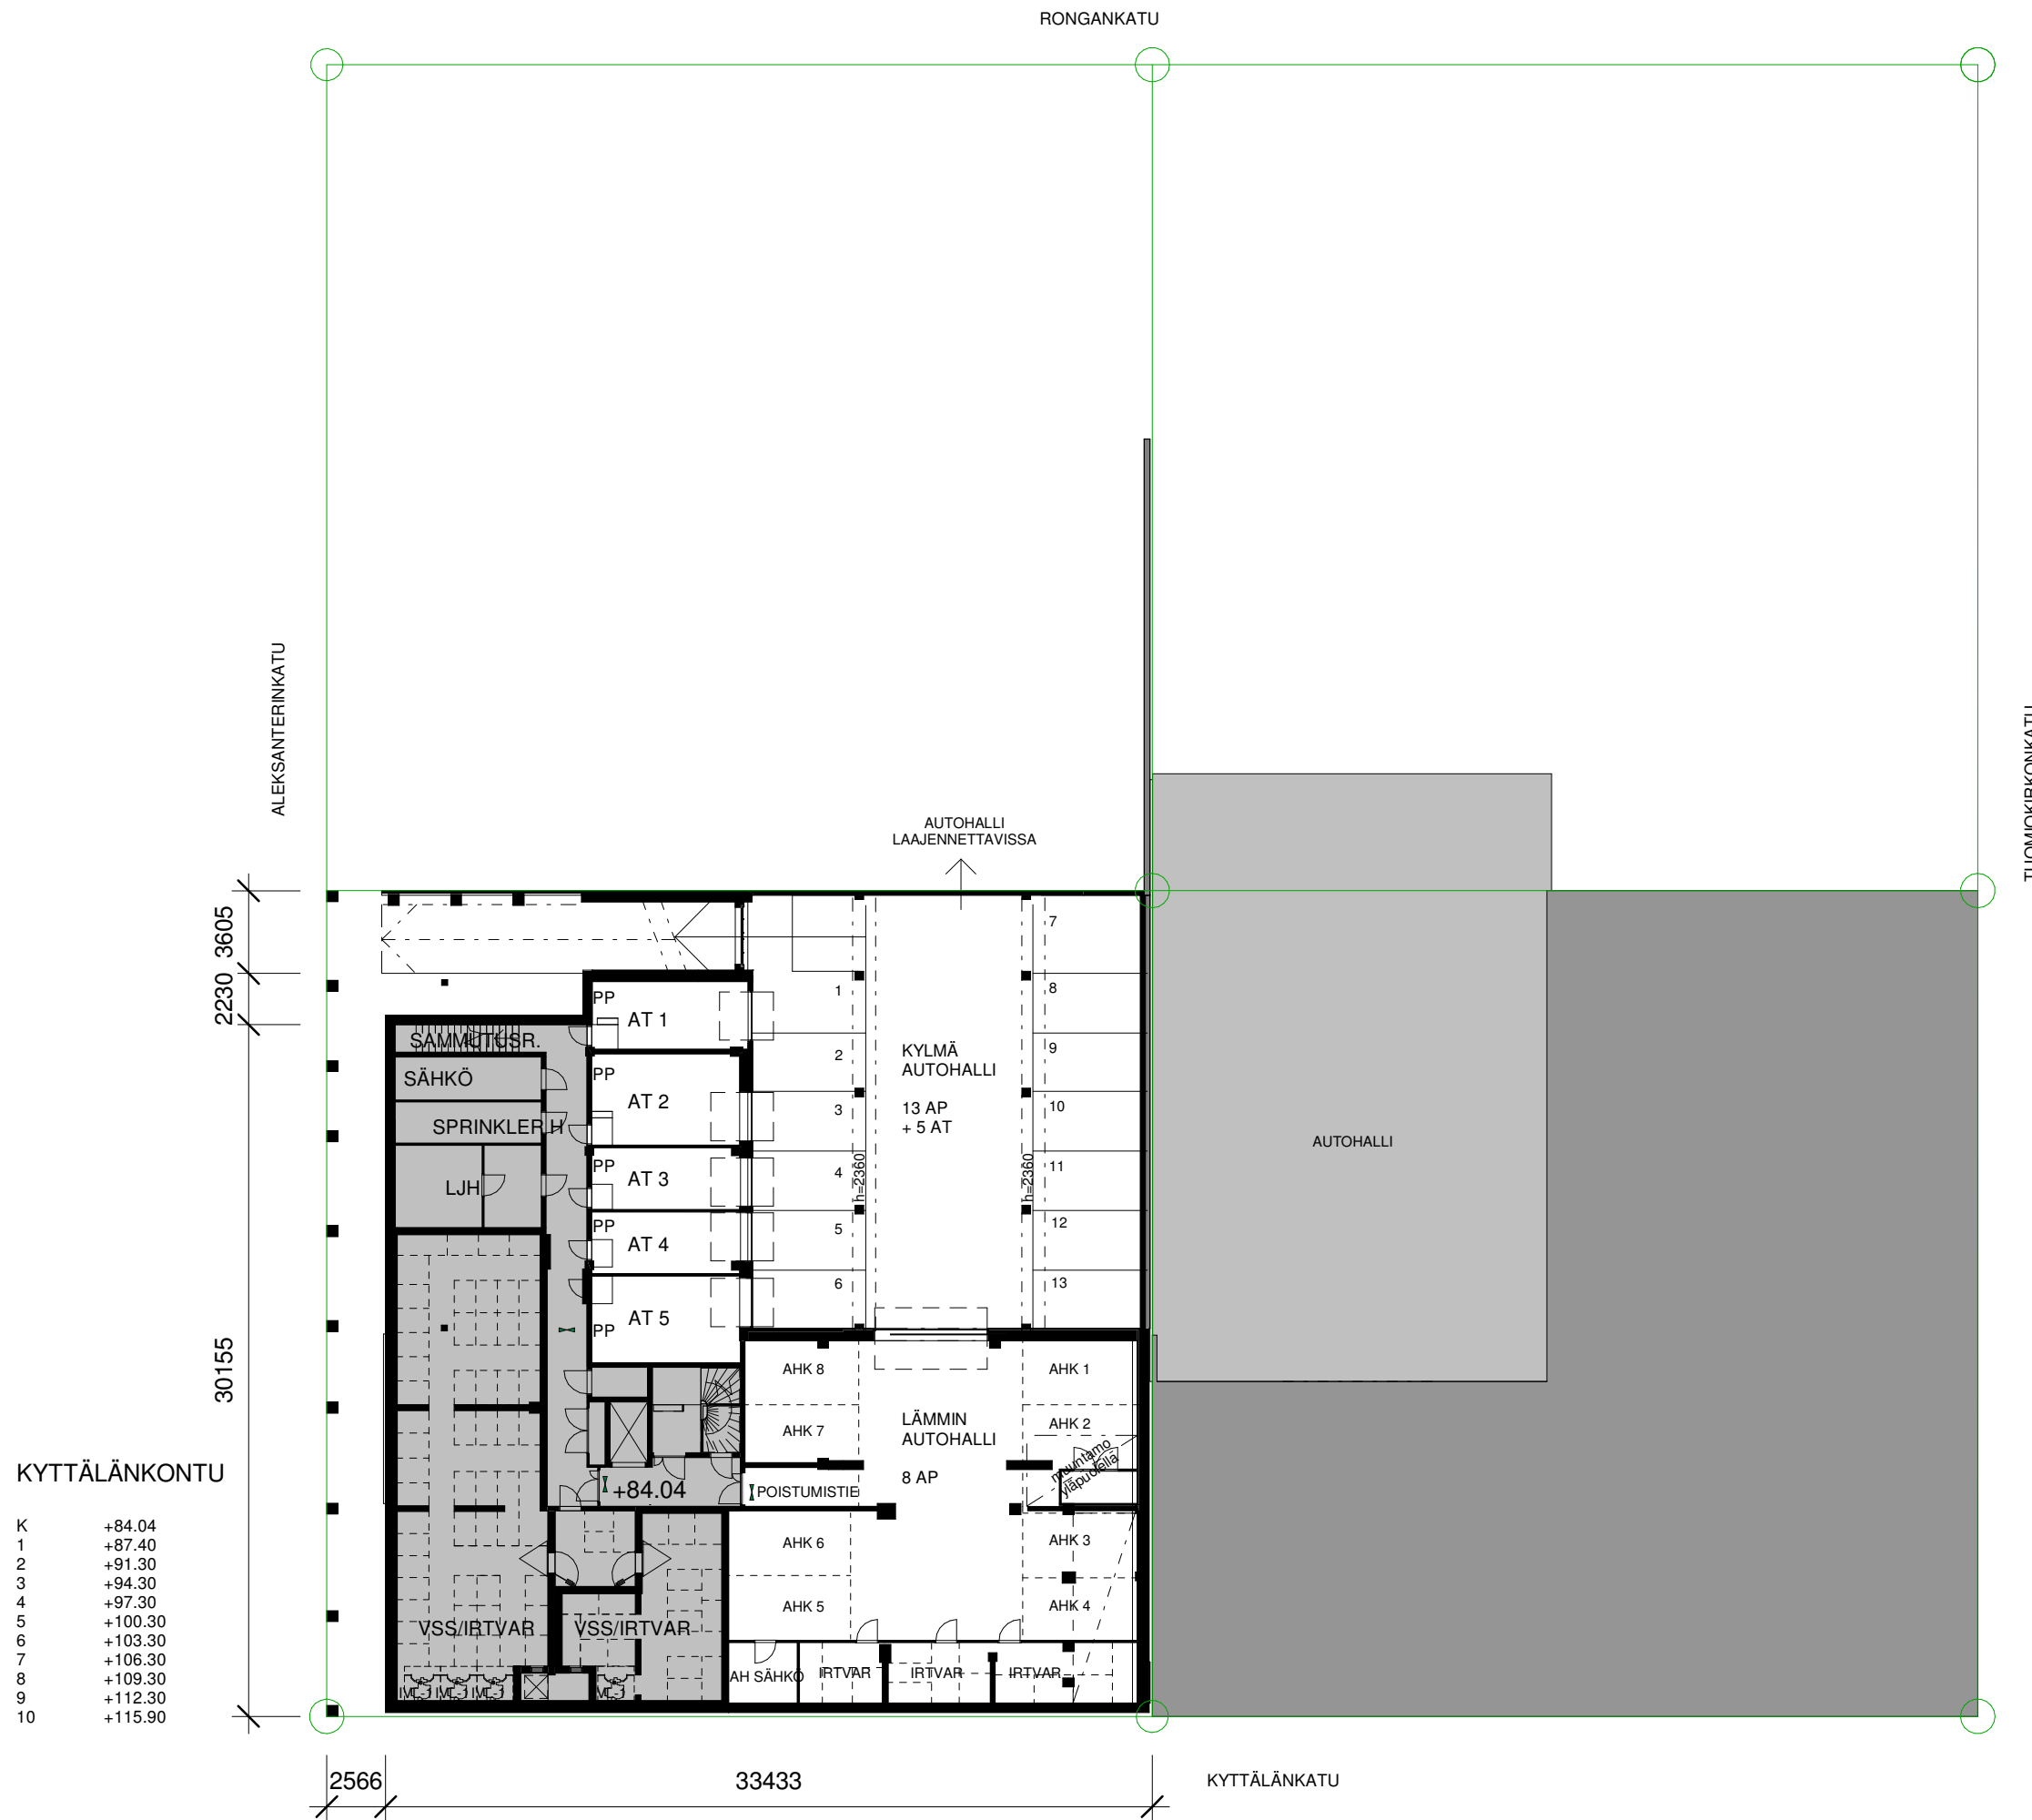 RONGANKATU
ALEKSANTERINKATU
TUOMIOKIRKONKATU
AUTOHALLI
LAAJENNETTAVISSA
3605
2230
30155
PP
AT 1
PP
AT 2
PP
AT 3
PP
AT 4
AT 5
PP
SAMMUTUSR.
SÄHKÖ
SPRINKLER H
LJH
1
2
3
4
5
6
h=2360
KYLMÄ
AUTOHALLI
13 AP
+ 5 AT
h=2360
7
8
9
10
11
12
13
AUTOHALLI
AHK 8
AHK 7
AHK 1
AHK 2
LÄMMIN
AUTOHALLI
8 AP
muuntamo
yläpuolella
+84.04
POISTUMISTIE
AHK 6
AHK 5
AHK 3
AHK 4
VSS/IRTVAR
VSS/IRTVAR
AH SÄHKÖ
IRTVAR
IRTVAR
IRTVAR
KYTTÄLÄNKONTU
K +84.04
1 +87.40
2 +91.30
3 +94.30
4 +97.30
5 +100.30
6 +103.30
7 +106.30
8 +109.30
9 +112.30
10 +115.90
2566
33433
KYTTÄLÄNKATU